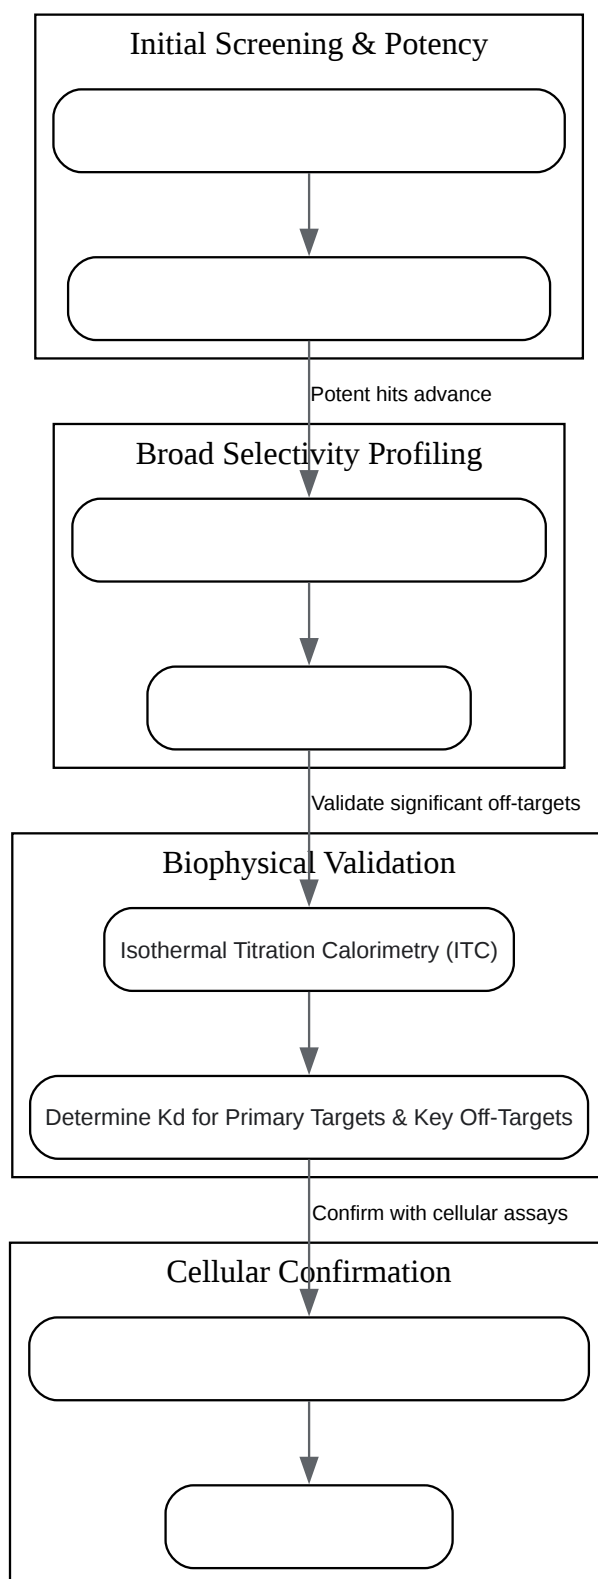 Initial Screening & Potency
Potent hits advance
Broad Selectivity Profiling
Validate significant off-targets
Biophysical Validation
Isothermal Titration Calorimetry (ITC)
Determine Kd for Primary Targets & Key Off-Targets
Confirm with cellular assays
Cellular Confirmation